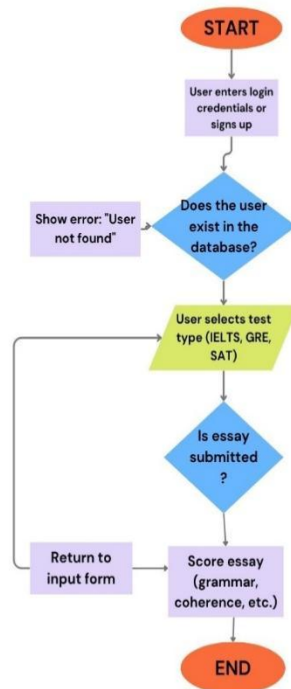 START
User enters login
credentials or
signs up
Does the user
exist in the
database?
Show error: "User
not found"
User selects test
type (IELTS, GRE,
SAT)
Is essay
submitted
?
Return to
input form
Score essay
(grammar,
coherence, etc.)
END